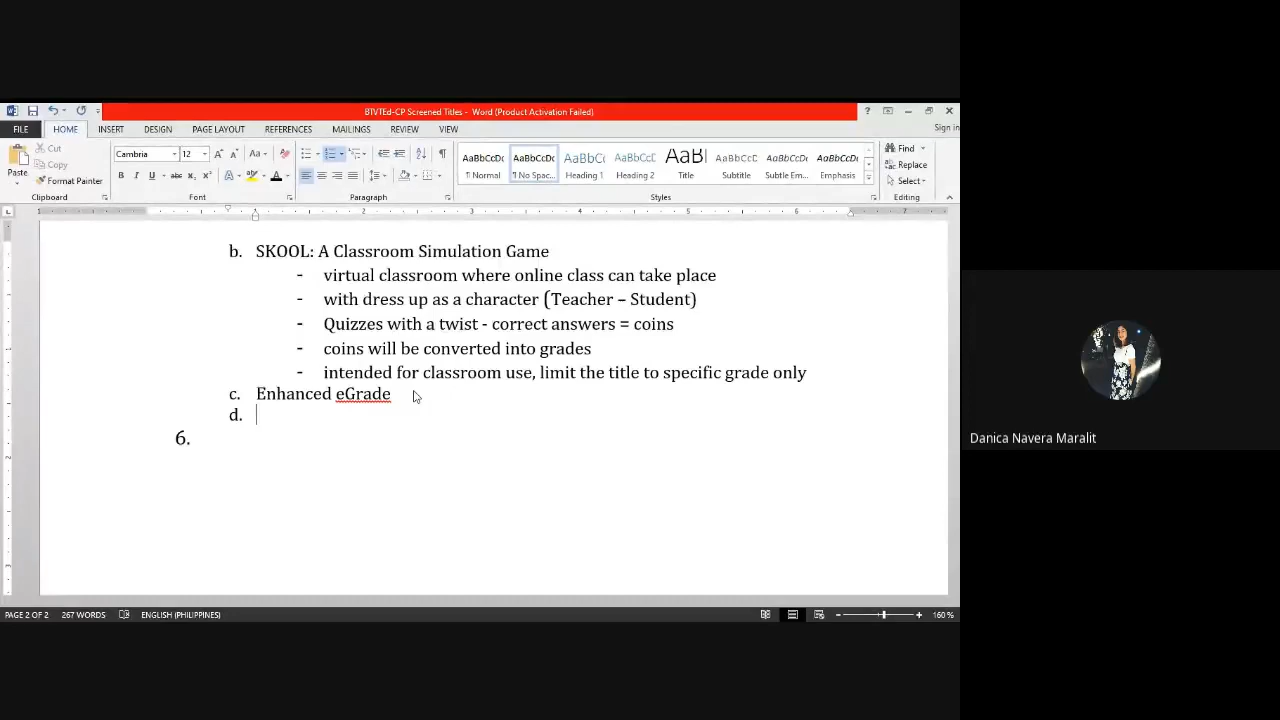 BTVTEd-CP Screened Titles - Word (Product Activation Failed)
FILE HOME INSERT DESIGN PAGE LAYOUT REFERENCES MAILINGS REVIEW VIEW Sign in
Paste
Cut
Copy
Format Painter
Clipboard
Cambria 12
Font
Paragraph
AaBbCcDc AaBbCcDc AaBbC AaBbCcD AaBl AaBbCcD AaBbCcDc AaBbCcDc
¶ Normal ¶ No Spac... Heading 1 Heading 2 Title Subtitle Subtle Em... Emphasis
Styles
Find
Replace
Select
Editing
b. SKOOL: A Classroom Simulation Game
- virtual classroom where online class can take place
- with dress up as a character (Teacher – Student)
- Quizzes with a twist - correct answers = coins
- coins will be converted into grades
- intended for classroom use, limit the title to specific grade only
c. Enhanced eGrade
d.
6.
Danica Navera Maralit
PAGE 2 OF 2 267 WORDS ENGLISH (PHILIPPINES) 160 %